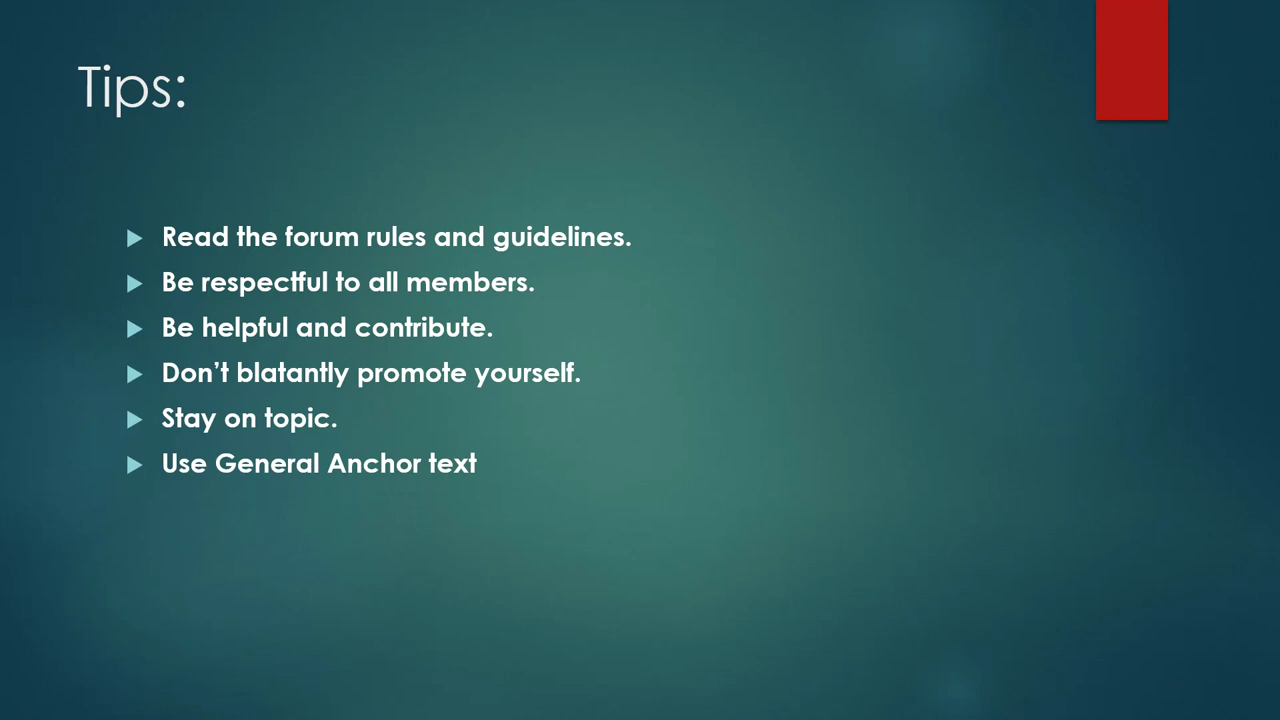 Tips:
Read the forum rules and guidelines.
Be respectful to all members.
Be helpful and contribute.
Don’t blatantly promote yourself.
Stay on topic.
Use General Anchor text